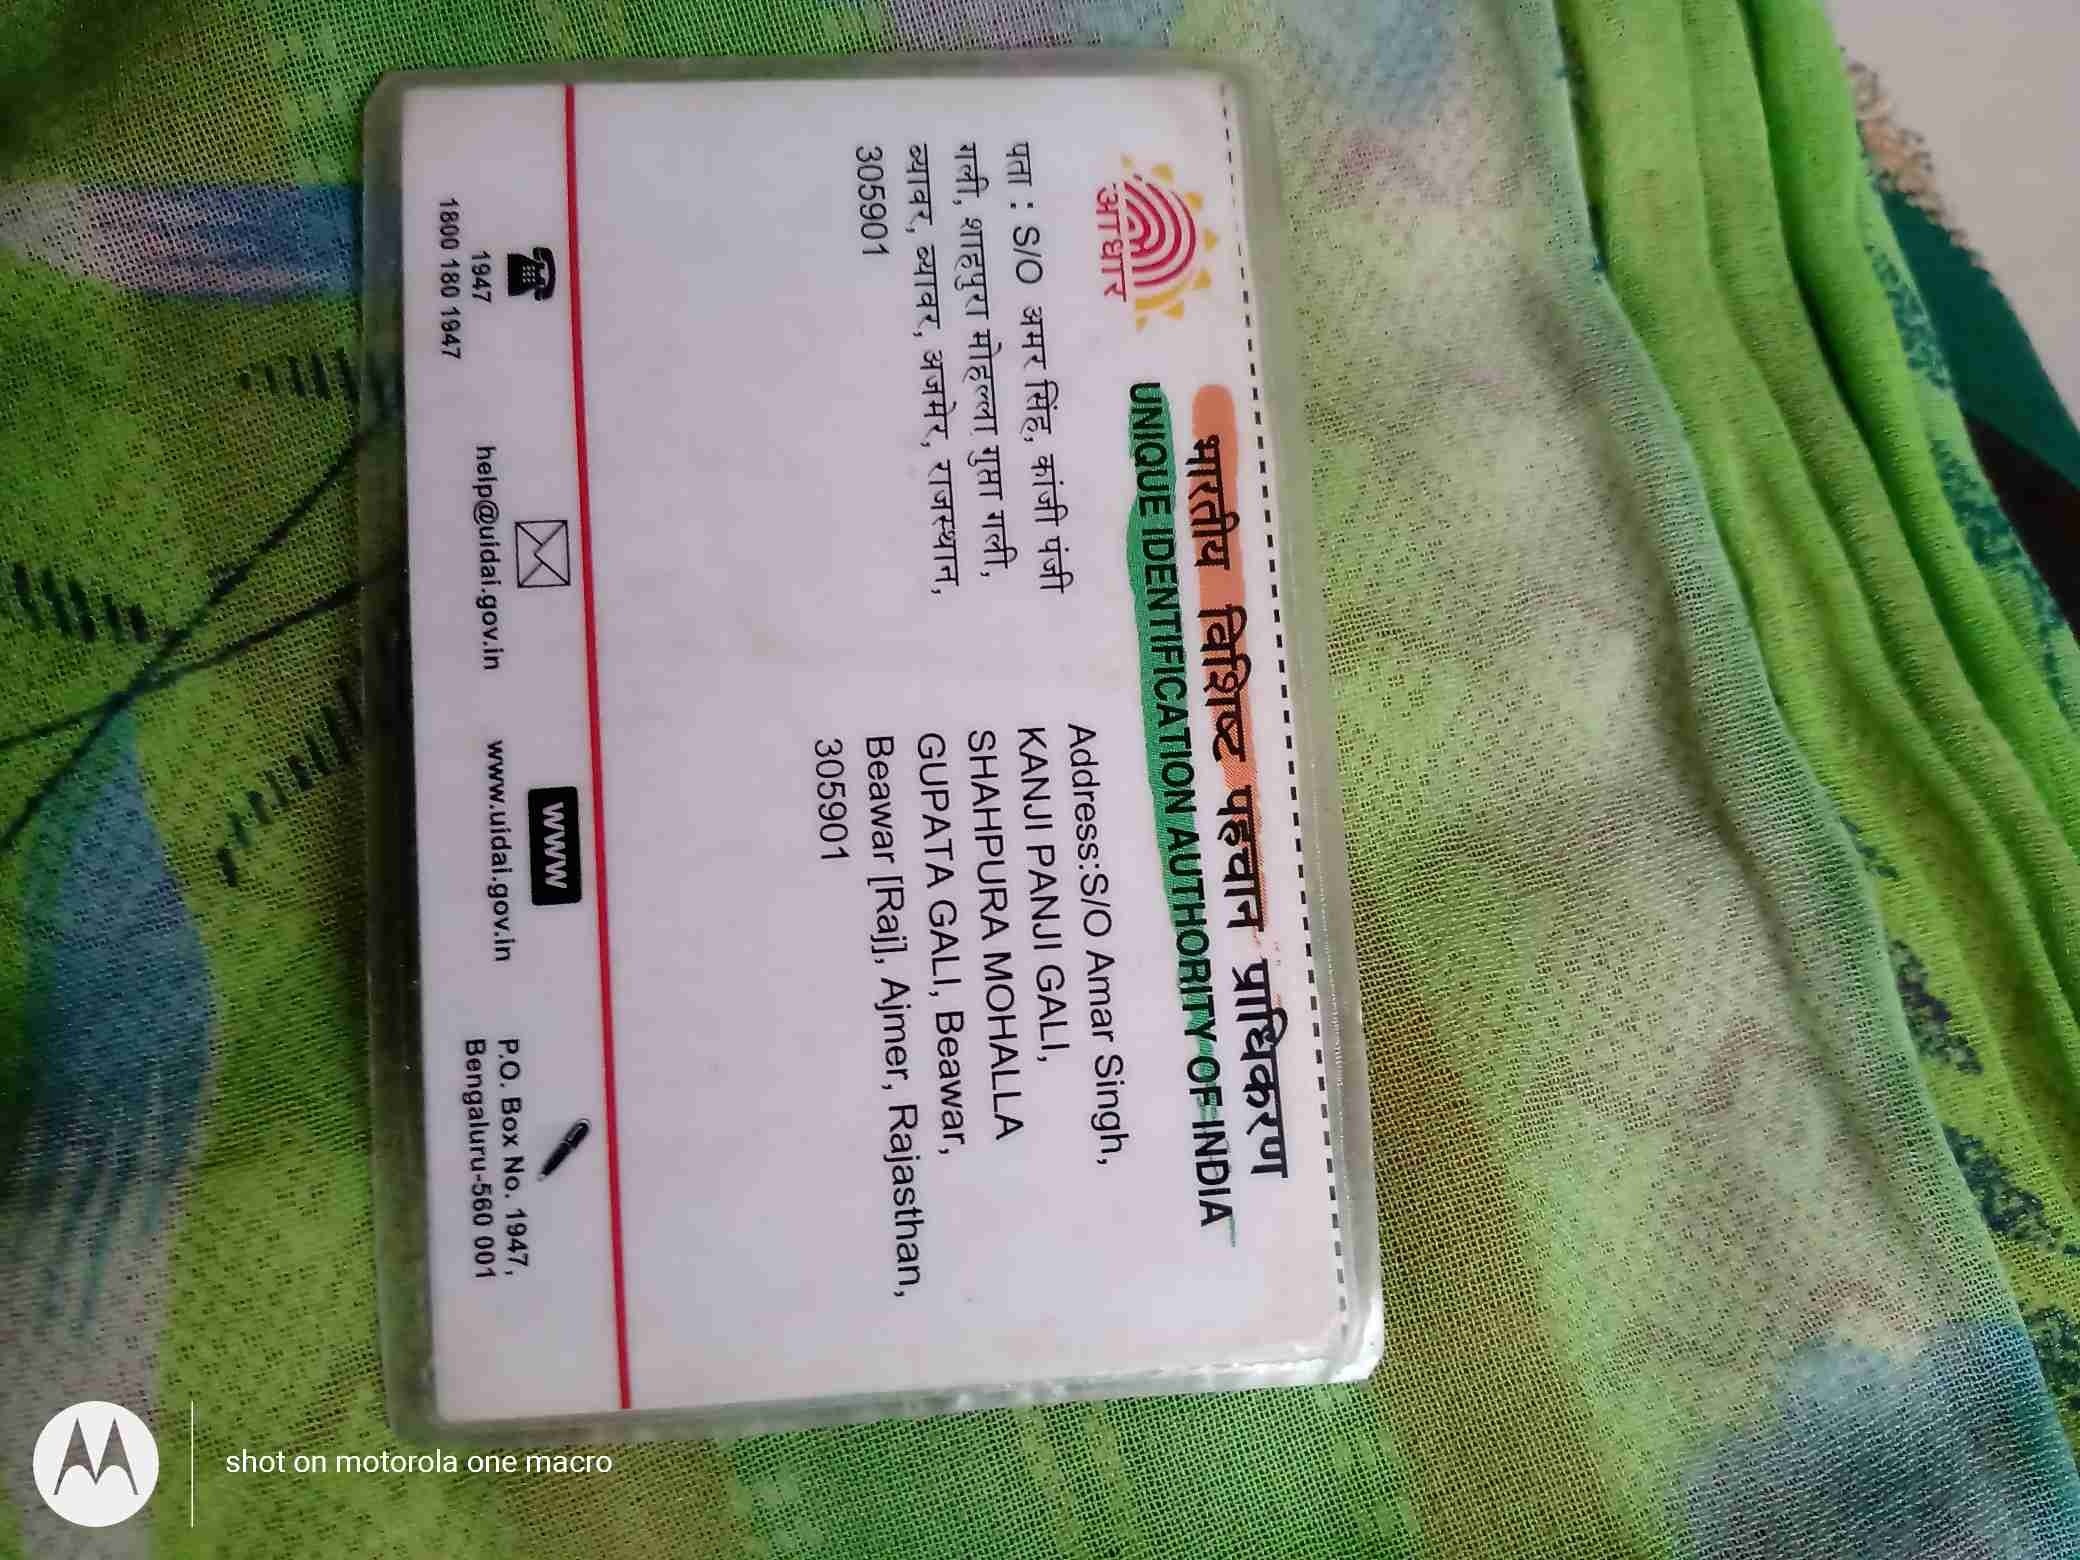 भारतीय विशिष्ट पहचान प्राधिकरण
UNIQUE IDENTIFICATION AUTHORITY OF INDIA
आधार
पता : S/O अमर सिंह, कांजी पंजी
गली, शाहपुरा मोहल्ला गुप्ता गली,
ब्यावर, ब्यावर, अजमेर, राजस्थान,
305901
Address:S/O Amar Singh,
KANJI PANJI GALI,
SHAHPURA MOHALLA
GUPATA GALI, Beawar,
Beawar [Raj], Ajmer, Rajasthan,
305901
1947
1800 180 1947
help@uidai.gov.in
www
www.uidai.gov.in
P.O. Box No. 1947,
Bengaluru-560 001
shot on motorola one macro